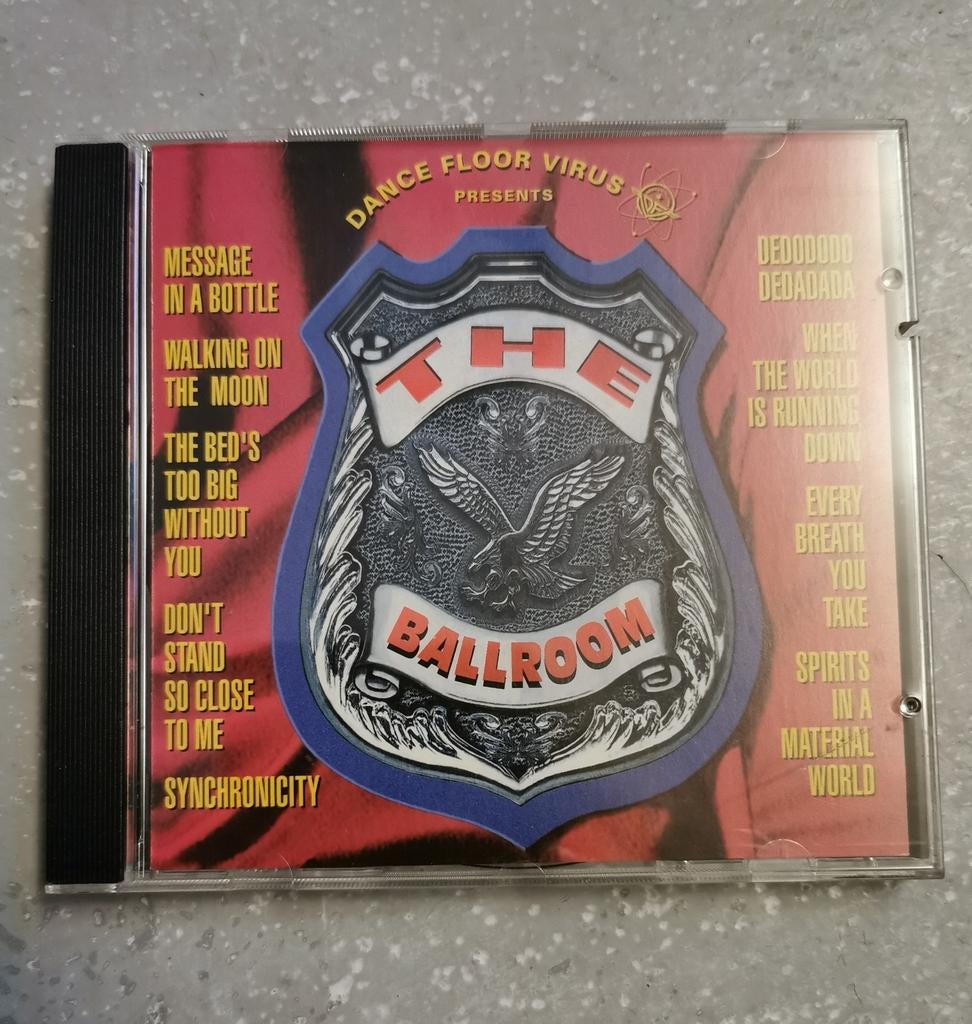 DANCE FLOOR VIRUS
PRESENTS
MESSAGE
IN A BOTTLE
WALKING ON
THE MOON
THE BED'S
TOO BIG
WITHOUT
YOU
DON'T
STAND
SO CLOSE
TO ME
SYNCHRONICITY
THE
BALLROOM
DEDODODO
DEDADADA
WHEN
THE WORLD
IS RUNNING
DOWN
EVERY
BREATH
YOU
TAKE
SPIRITS
IN A
MATERIAL
WORLD